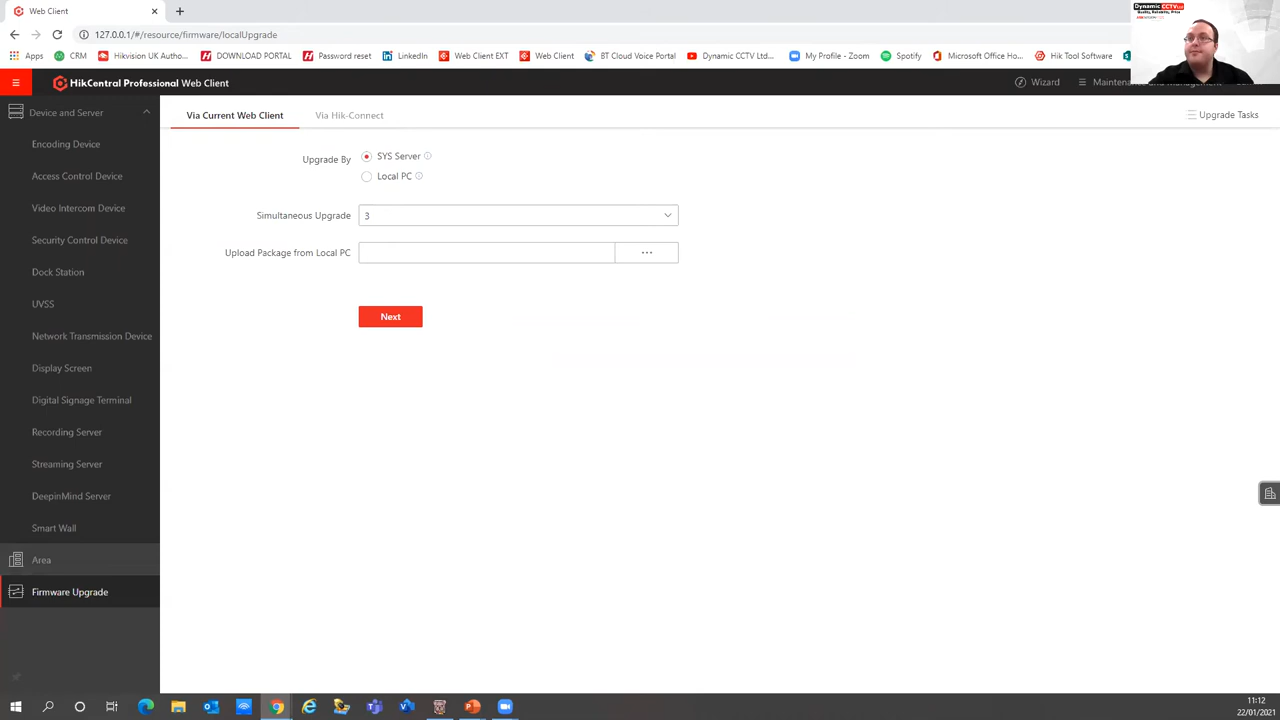 Web Client
127.0.0.1/#/resource/firmware/localUpgrade
Apps CRM Hikvision UK Autho... DOWNLOAD PORTAL Password reset LinkedIn Web Client EXT Web Client BT Cloud Voice Portal Dynamic CCTV Ltd... My Profile - Zoom Spotify Microsoft Office Ho... Hik Tool Software
Dynamic CCTV Ltd
Quality, Reliability, Price
HikCentral Professional Web Client
Wizard
Maintenance and Management
Device and Server
Encoding Device
Access Control Device
Video Intercom Device
Security Control Device
Dock Station
UVSS
Network Transmission Device
Display Screen
Digital Signage Terminal
Recording Server
Streaming Server
DeepinMind Server
Smart Wall
Area
Firmware Upgrade
Via Current Web Client Via Hik-Connect
Upgrade Tasks
Upgrade By SYS Server
Local PC
Simultaneous Upgrade 3
Upload Package from Local PC ...
Next
11:12
22/01/2021